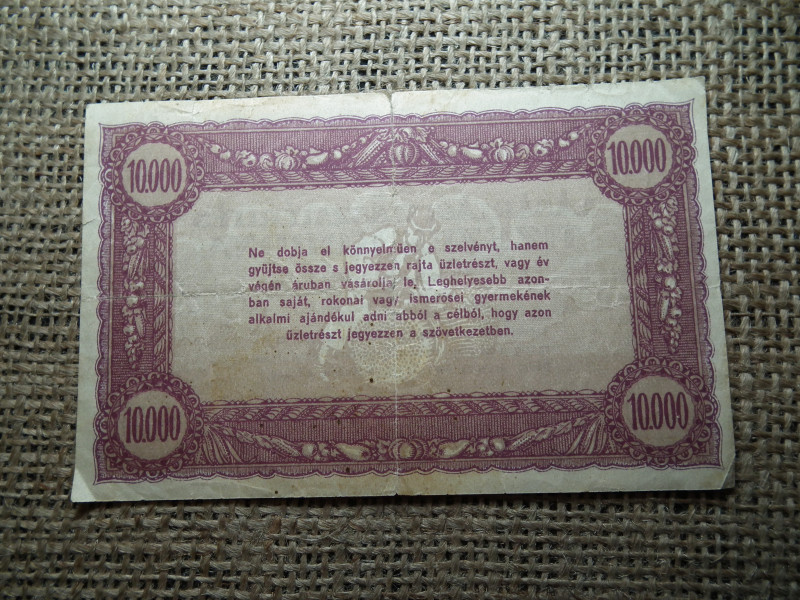 10.000 10.000
Ne dobja el könnyelmüen e szelvényt, hanem
gyüjtse össze s jegyezzen rajta üzletrészt, vagy év
végén áruban vásárolja le. Leghelyesebb azon-
ban saját, rokonai vagy ismerősei gyermekének
alkalmi ajándékul adni abból a célból, hogy azon
üzletrészt jegyezzen a szövetkezetben.
10.000 10.000